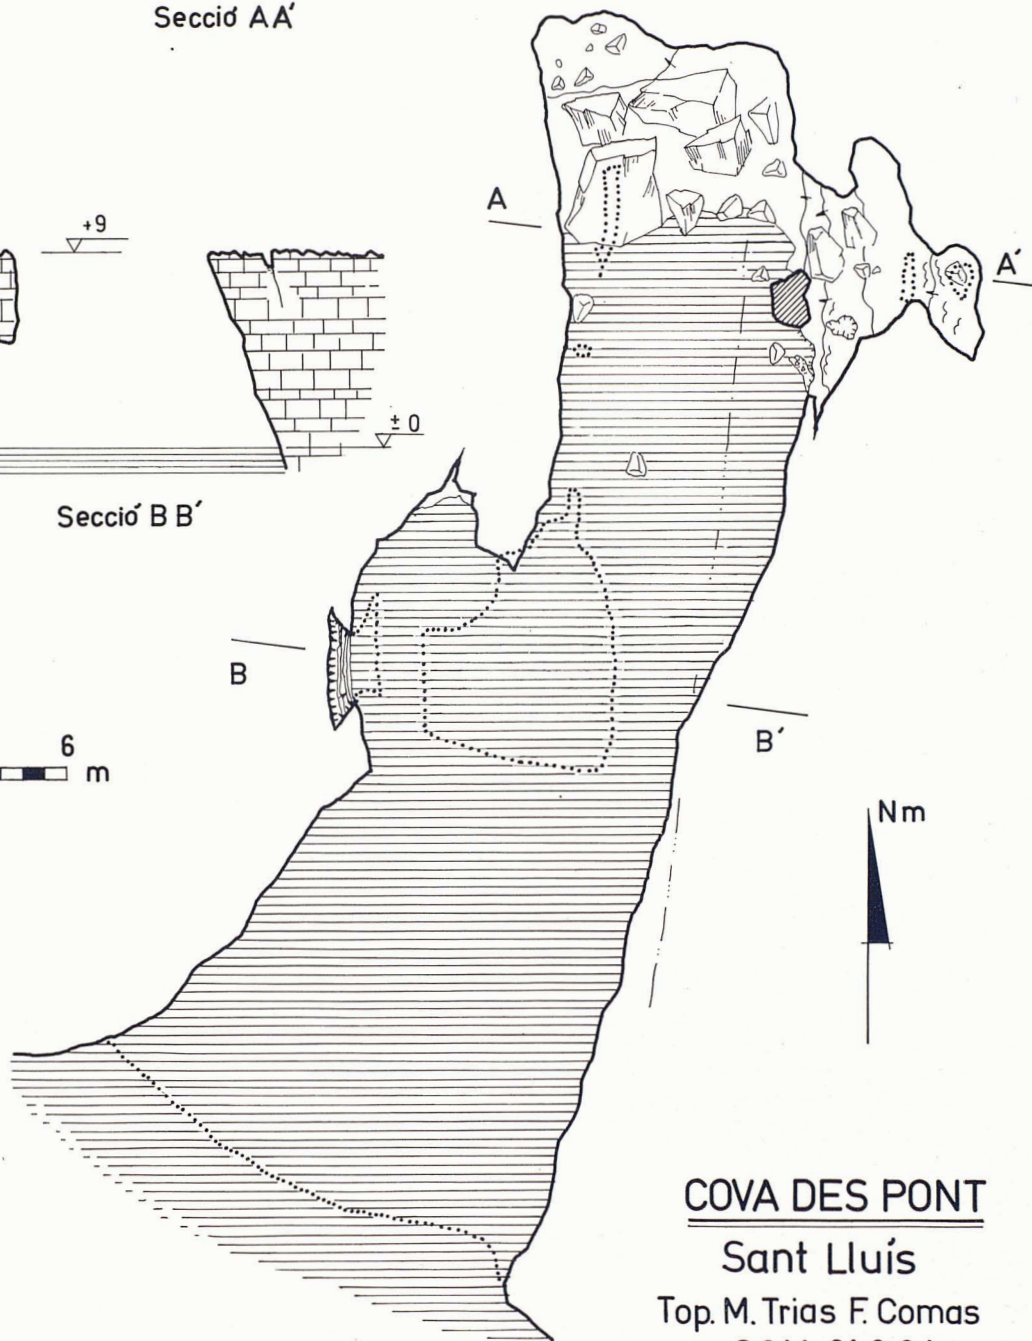 Secció AA'
+9
± 0
Secció BB'
6
m
A
A'
B
B'
Nm
COVA DES PONT
Sant Lluís
Top. M. Trias F. Comas